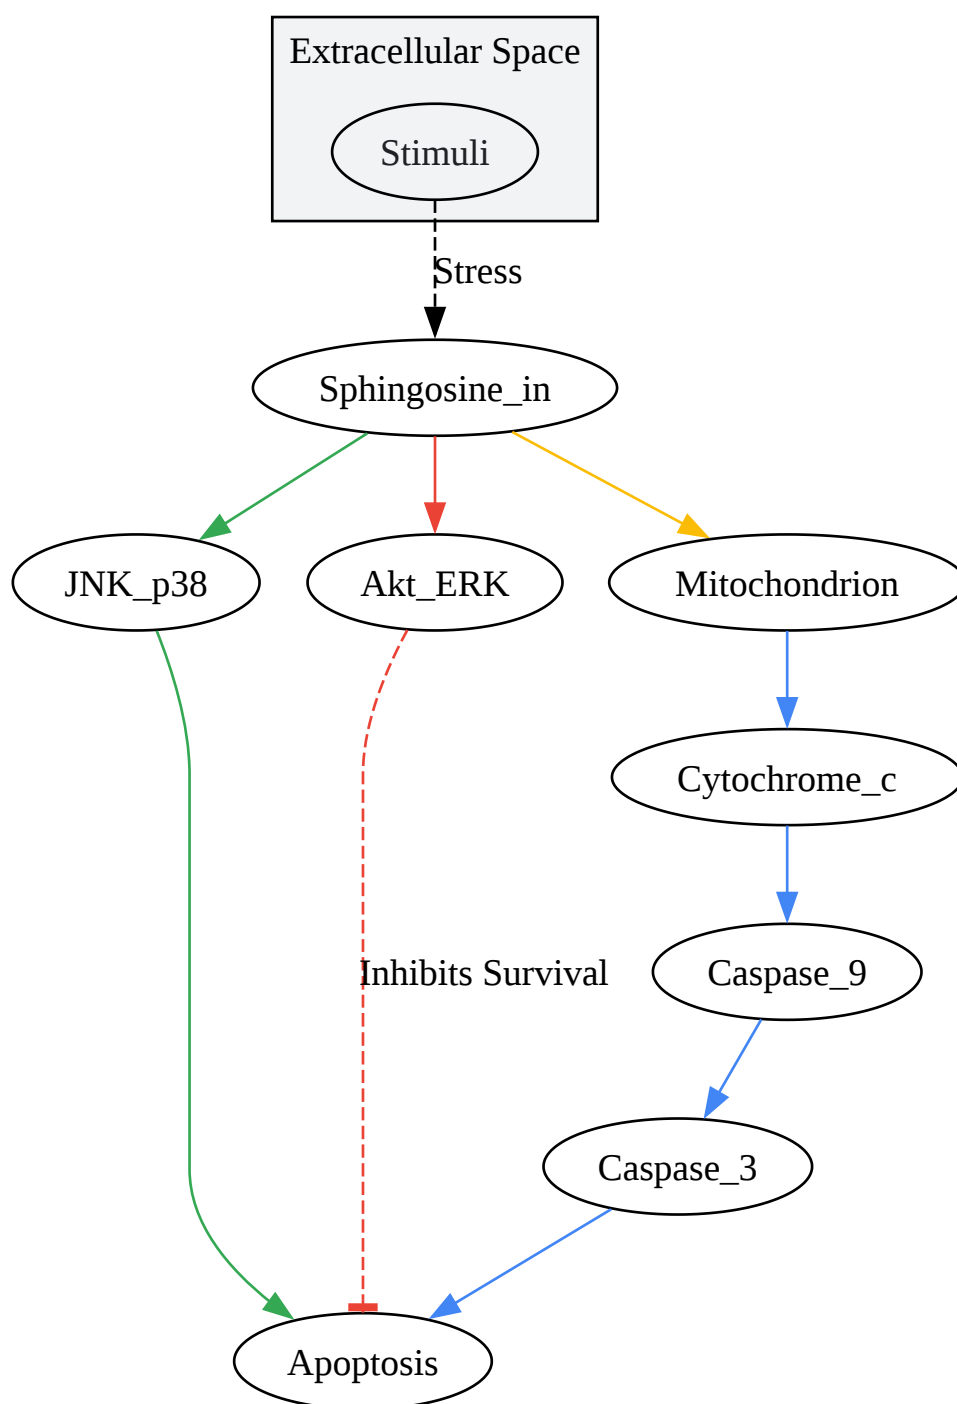 Extracellular Space
Stimuli
Stress
Sphingosine_in
JNK_p38
Akt_ERK
Mitochondrion
Cytochrome_c
Inhibits Survival
Caspase_9
Caspase_3
Apoptosis